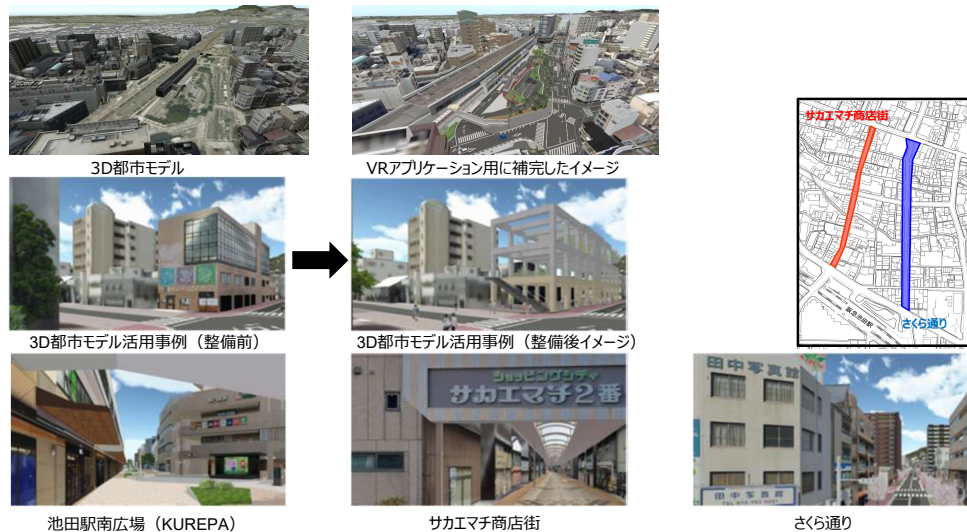 3D都市モデル
VRアプリケーション用に補完したイメージ
サカエマチ商店街
阪急池田駅
さくら通り
3D都市モデル活用事例（整備前）
3D都市モデル活用事例（整備後イメージ）
ショッピングシティ
サカエマチ2番
田中写真館
田中写真館
池田駅南広場（KUREPA）
サカエマチ商店街
さくら通り